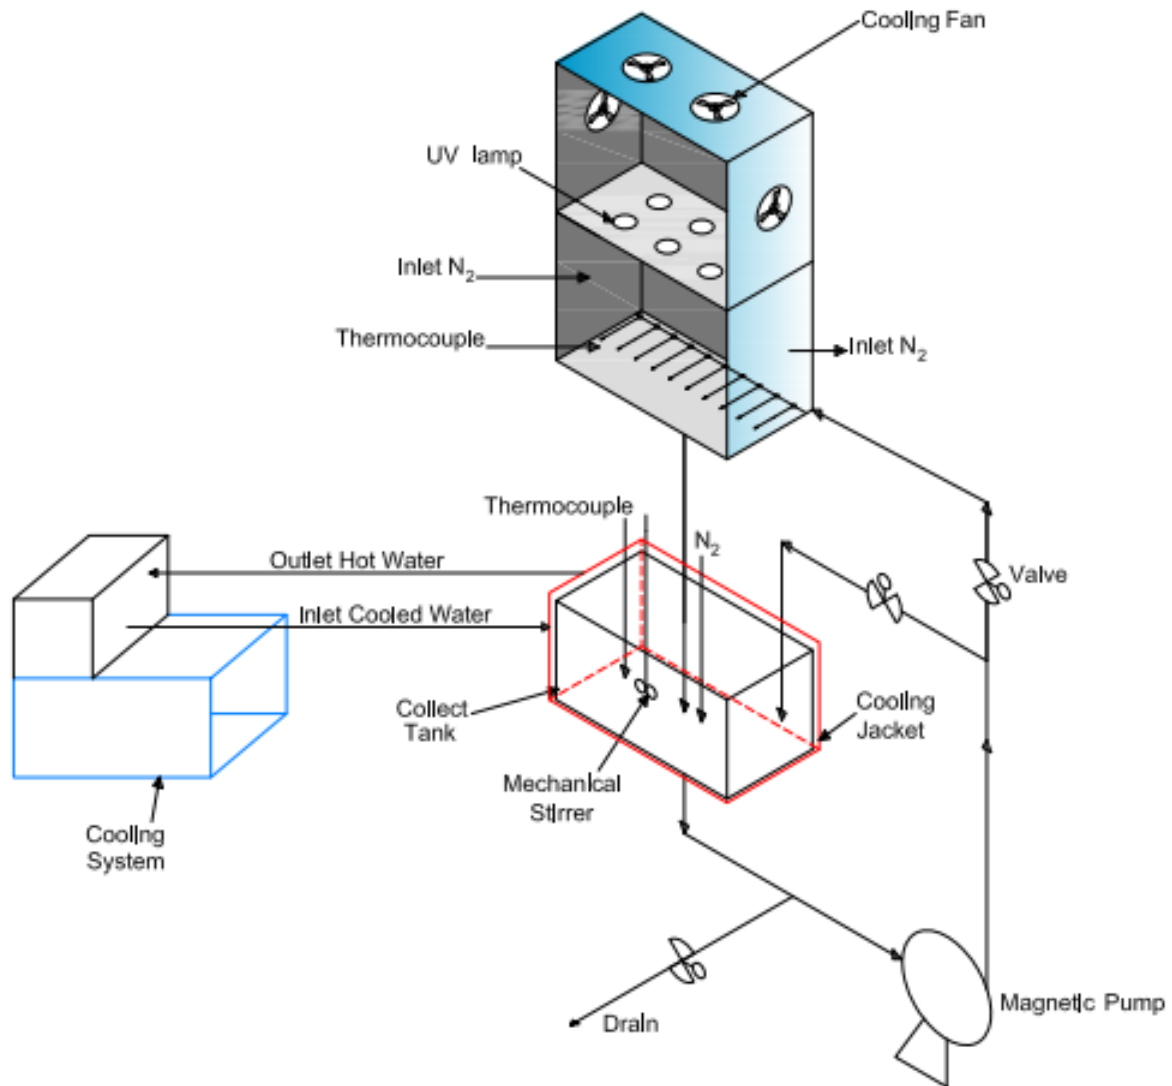 Cooling Fan
UV lamp
Inlet N₂
Thermocouple
Inlet N₂
Thermocouple
N₂
Outlet Hot Water
Valve
Inlet Cooled Water
Collect
Tank
Cooling
Jacket
Mechanical
Stirrer
Cooling
System
Magnetic Pump
Drain